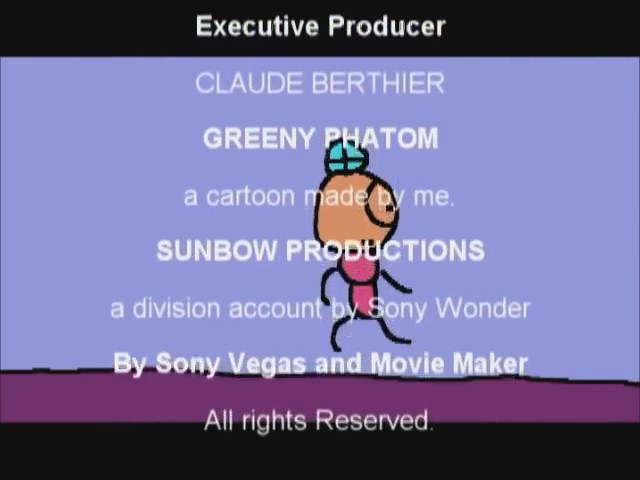 Executive Producer
CLAUDE BERTHIER
GREENY PHATOM
a cartoon made by me.
SUNBOW PRODUCTIONS
a division account by Sony Wonder
By Sony Vegas and Movie Maker
All rights Reserved.